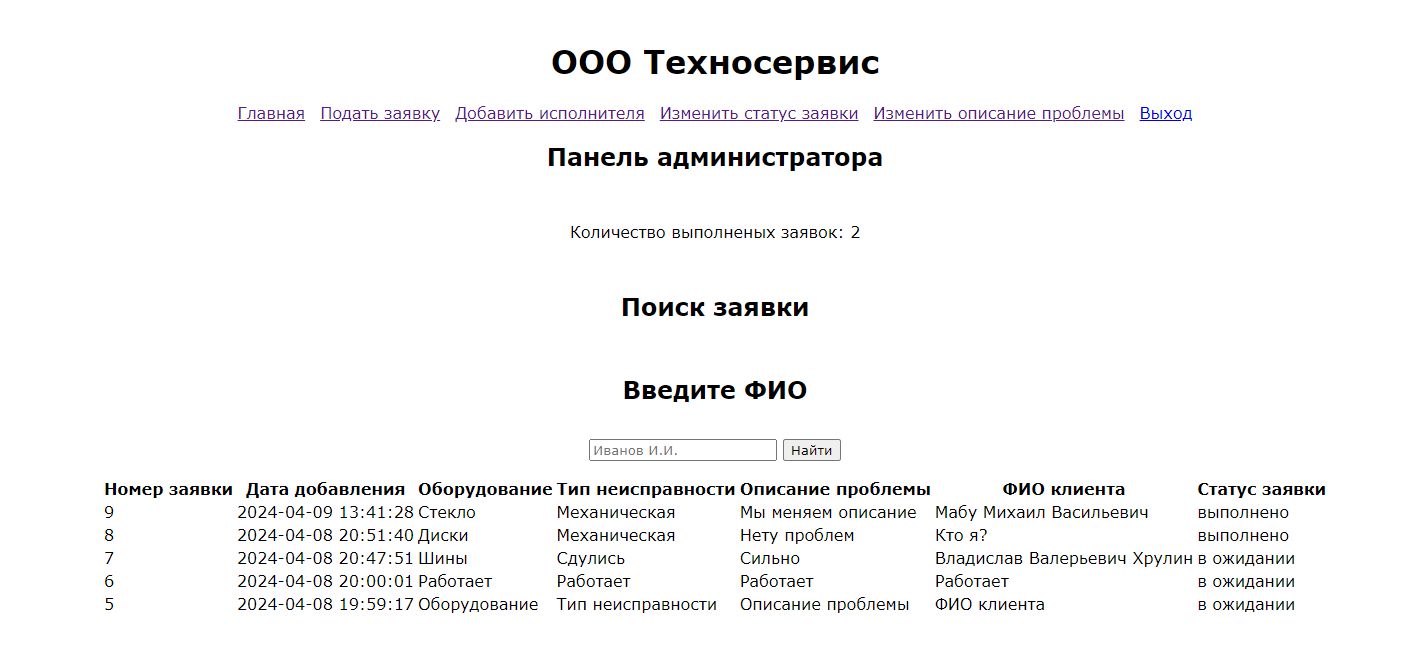 ООО Техносервис
Главная Подать заявку Добавить исполнителя Изменить статус заявки Изменить описание проблемы Выход
Панель администратора
Количество выполненых заявок: 2
Поиск заявки
Введите ФИО
Иванов И.И. Найти
Номер заявки Дата добавления Оборудование Тип неисправности Описание проблемы ФИО клиента Статус заявки
9 2024-04-09 13:41:28 Стекло Механическая Мы меняем описание Мабу Михаил Васильевич выполнено
8 2024-04-08 20:51:40 Диски Механическая Нету проблем Кто я? выполнено
7 2024-04-08 20:47:51 Шины Сдулись Сильно Владислав Валерьевич Хрулин в ожидании
6 2024-04-08 20:00:01 Работает Работает Работает Работает в ожидании
5 2024-04-08 19:59:17 Оборудование Тип неисправности Описание проблемы ФИО клиента в ожидании